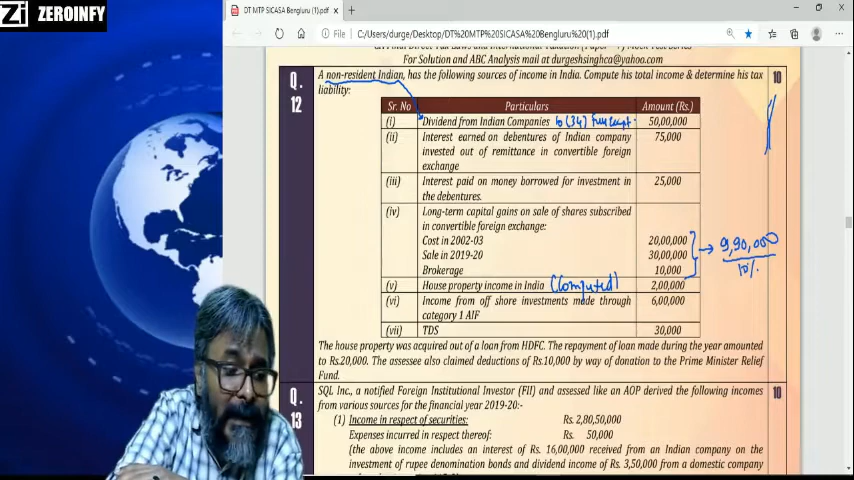 Zi ZEROINFY
DT MTP SICASA Bengluru (1).pdf
File | C:/Users/durge/Desktop/DT%20MTP%20SICASA%20Bengluru%20(1).pdf
For Solution and ABC Analysis mail at durgeshsinghca@yahoo.com
Q. 12
A non-resident Indian, has the following sources of income in India. Compute his total income & determine his tax liability:
10
Sr. No Particulars Amount (Rs.)
(i) Dividend from Indian Companies 10(34) 50,00,000
(ii) Interest earned on debentures of Indian company 75,000
invested out of remittance in convertible foreign
exchange
(iii) Interest paid on money borrowed for investment in 25,000
the debentures.
(iv) Long-term capital gains on sale of shares subscribed
in convertible foreign exchange:
Cost in 2002-03 20,00,000
Sale in 2019-20 30,00,000
Brokerage 10,000
9,90,000
10%
(v) House property income in India (Computed) 2,00,000
(vi) Income from off shore investments made through 6,00,000
category 1 AIF
(vii) TDS 30,000
The house property was acquired out of a loan from HDFC. The repayment of loan made during the year amounted
to Rs.20,000. The assessee also claimed deductions of Rs.10,000 by way of donation to the Prime Minister Relief
Fund.
Q. 13
SQL Inc., a notified Foreign Institutional Investor (FII) and assessed like an AOP derived the following incomes 10
from various sources for the financial year 2019-20:-
(1) Income in respect of securities Rs. 2,80,50,000
Expenses incurred in respect thereof: Rs. 50,000
(the above income includes an interest of Rs. 16,00,000 received from an Indian company on the
investment of rupee denomination bonds and dividend income of Rs. 3,50,000 from a domestic company